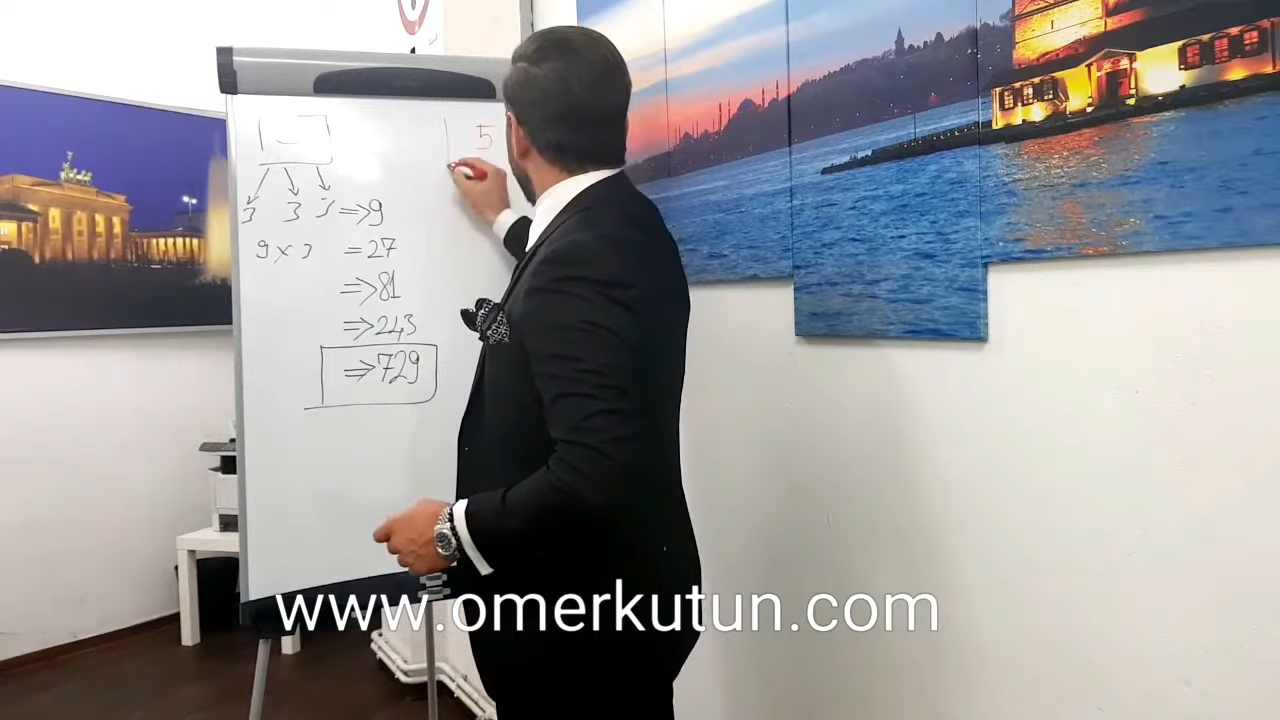 5
3 3 3 ⇒9
9 x 3 = 27
⇒81
⇒243
⇒729
www.omerkutun.com